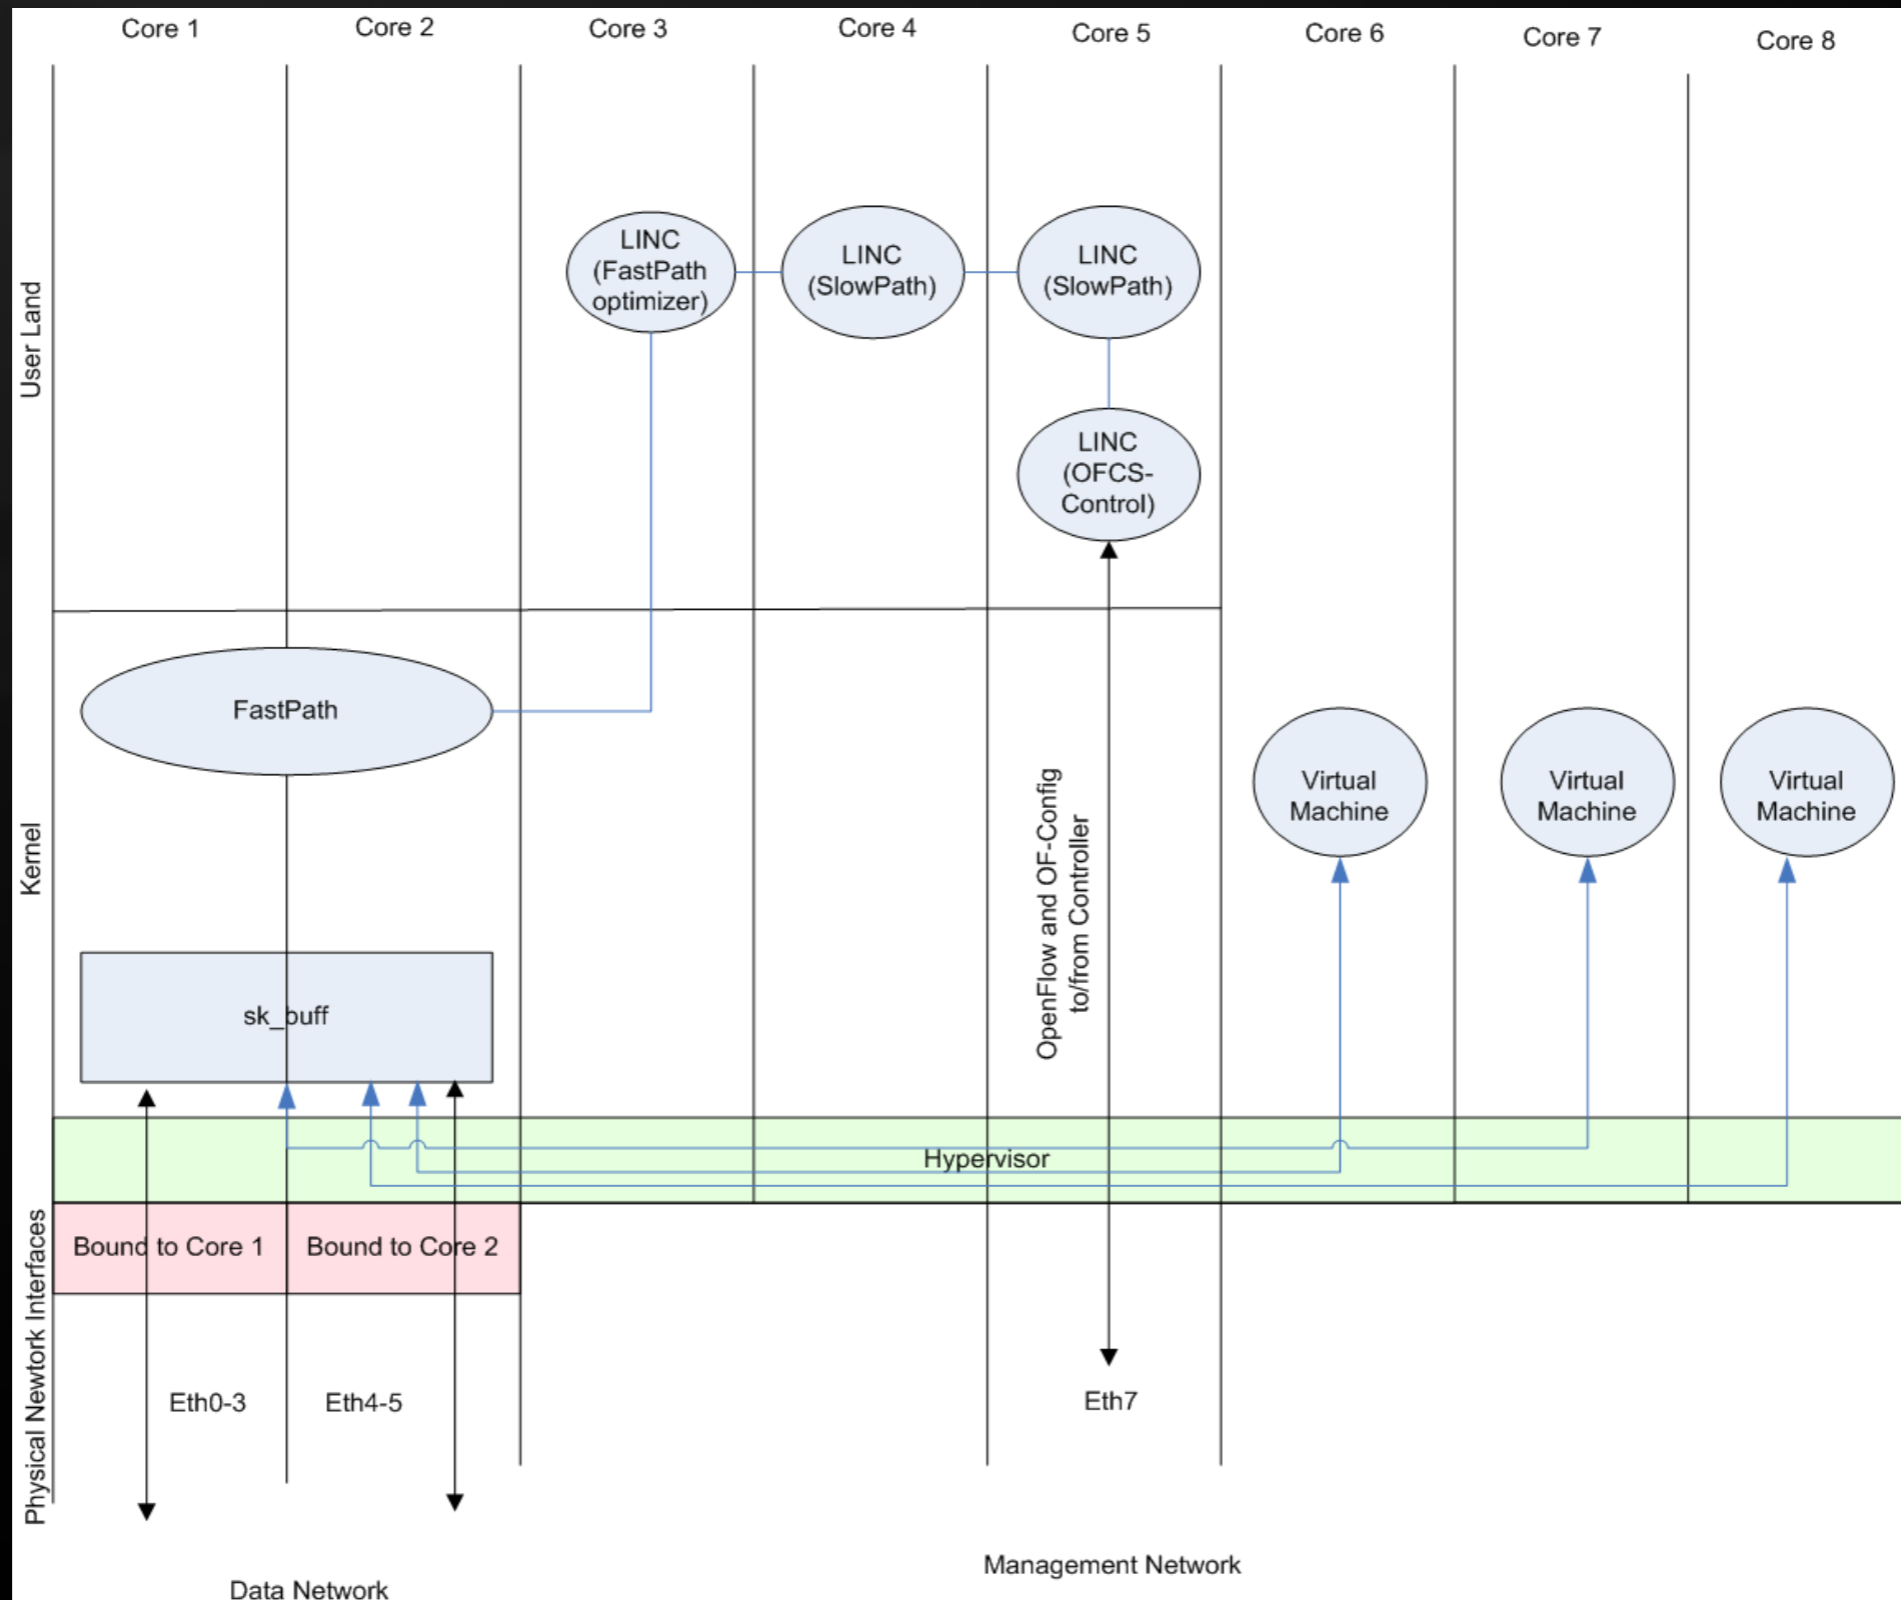 Core 1
Core 2
Core 3
Core 4
Core 5
Core 6
Core 7
Core 8
User Land
LINC
(FastPath
optimizer)
LINC
(SlowPath)
LINC
(SlowPath)
LINC
(OFCS-
Control)
Kernel
FastPath
OpenFlow and OF-Config
to/from Controller
Virtual
Machine
Virtual
Machine
Virtual
Machine
sk_buff
Hypervisor
Physical Newtork Interfaces
Bound to Core 1
Bound to Core 2
Eth0-3
Eth4-5
Eth7
Data Network
Management Network